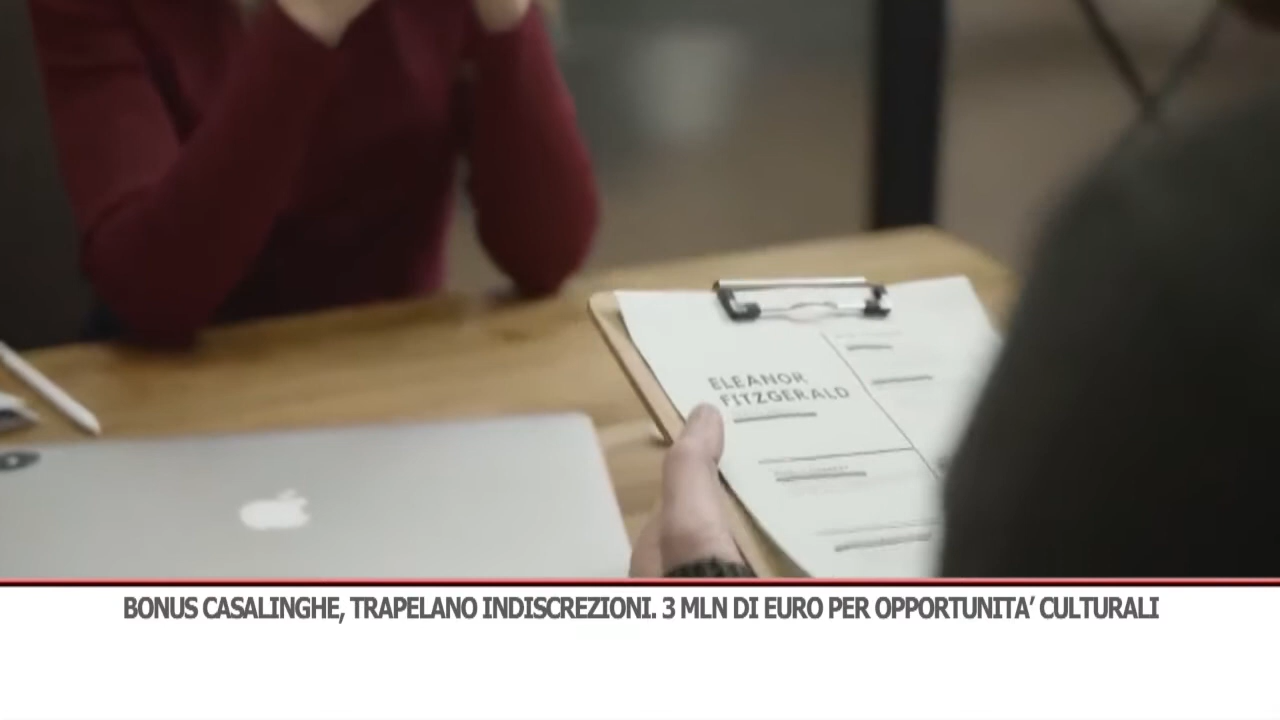 ELEANOR
FITZGERALD
BONUS CASALINGHE, TRAPELANO INDISCREZIONI. 3 MLN DI EURO PER OPPORTUNITA' CULTURALI